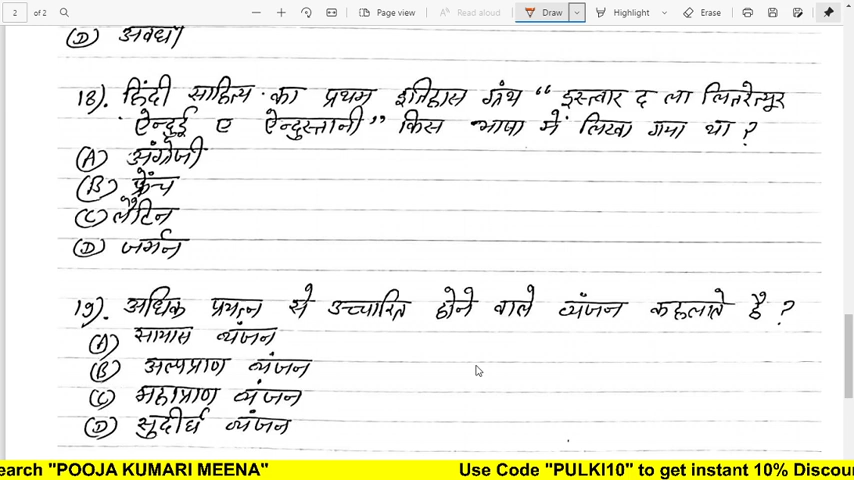 2 of 2
Page view
Read aloud
Draw
Highlight
Erase
(D) अवधी
18). हिंदी साहित्य का प्रथम इतिहास ग्रंथ "इस्त्वार द ला लितरेत्यूर
ऐन्दुई ए ऐन्दुस्तानी" किस भाषा में लिखा गया था ?
(A) अंग्रेजी
(B) फ्रेंच
(C) लैटिन
(D) जर्मन
19). अधिक प्रयत्न से उच्चारित होने वाले व्यंजन कहलाते है ?
(A) सायास व्यंजन
(B) अल्पप्राण व्यंजन
(C) महाप्राण व्यंजन
(D) सुदीर्घ व्यंजन
earch "POOJA KUMARI MEENA" Use Code "PULKI10" to get instant 10% Discou